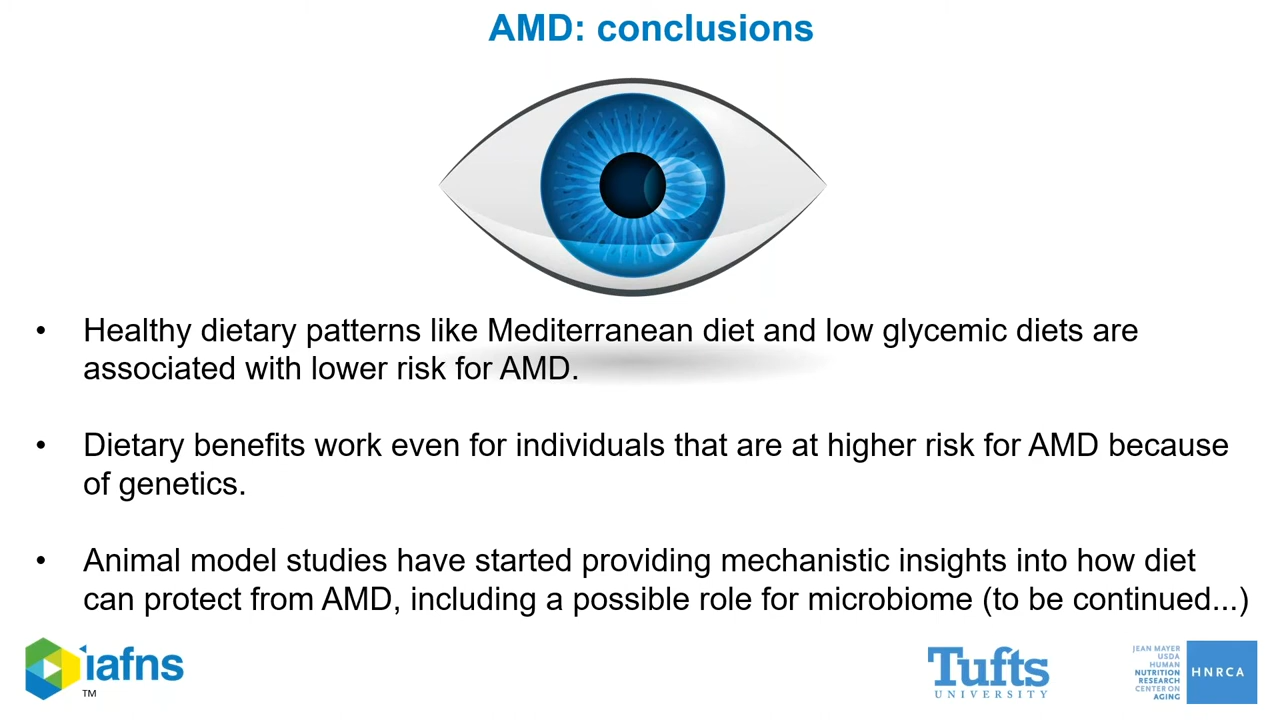 AMD: conclusions
• Healthy dietary patterns like Mediterranean diet and low glycemic diets are
associated with lower risk for AMD.
• Dietary benefits work even for individuals that are at higher risk for AMD because
of genetics.
• Animal model studies have started providing mechanistic insights into how diet
can protect from AMD, including a possible role for microbiome (to be continued...)
iafns
TM
Tufts
UNIVERSITY
JEAN MAYER
USDA
HUMAN
NUTRITION
RESEARCH
CENTER ON
AGING
HNRCA